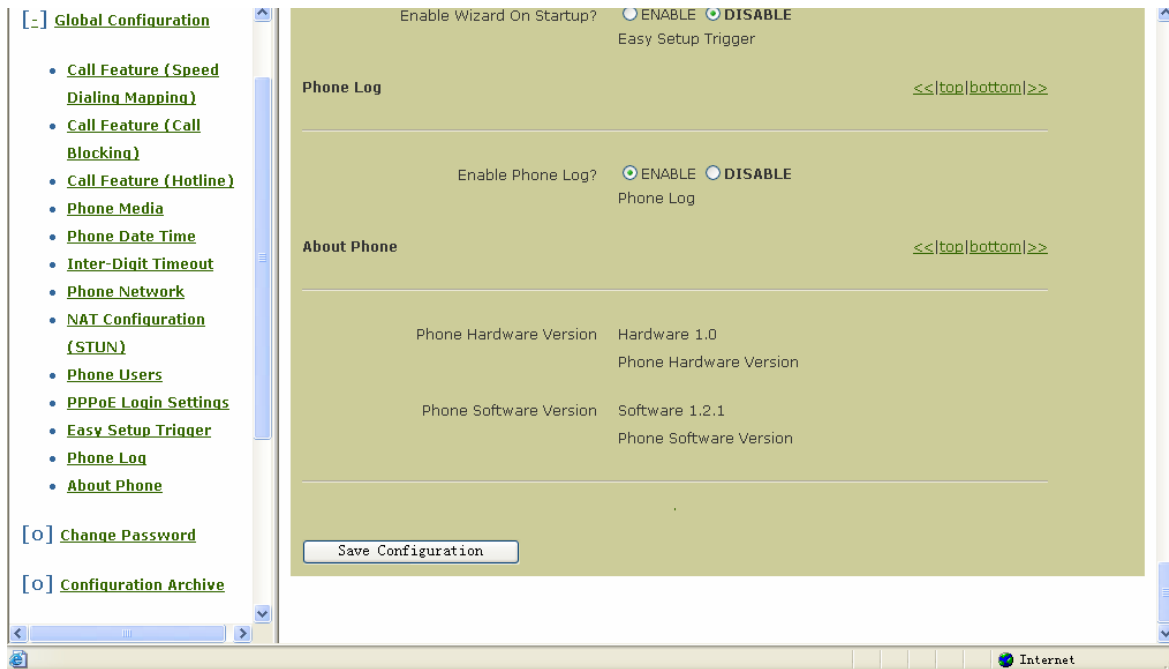 [-] Global Configuration
Call Feature (Speed
Dialing Mapping)
Call Feature (Call
Blocking)
Call Feature (Hotline)
Phone Media
Phone Date Time
Inter-Digit Timeout
Phone Network
NAT Configuration
(STUN)
Phone Users
PPPoE Login Settings
Easy Setup Trigger
Phone Log
About Phone
[o] Change Password
[o] Configuration Archive
Enable Wizard On Startup? ENABLE DISABLE
Easy Setup Trigger
Phone Log <<|top|bottom|>>
Enable Phone Log? ENABLE DISABLE
Phone Log
About Phone <<|top|bottom|>>
Phone Hardware Version Hardware 1.0
Phone Hardware Version
Phone Software Version Software 1.2.1
Phone Software Version
.
Save Configuration
Internet